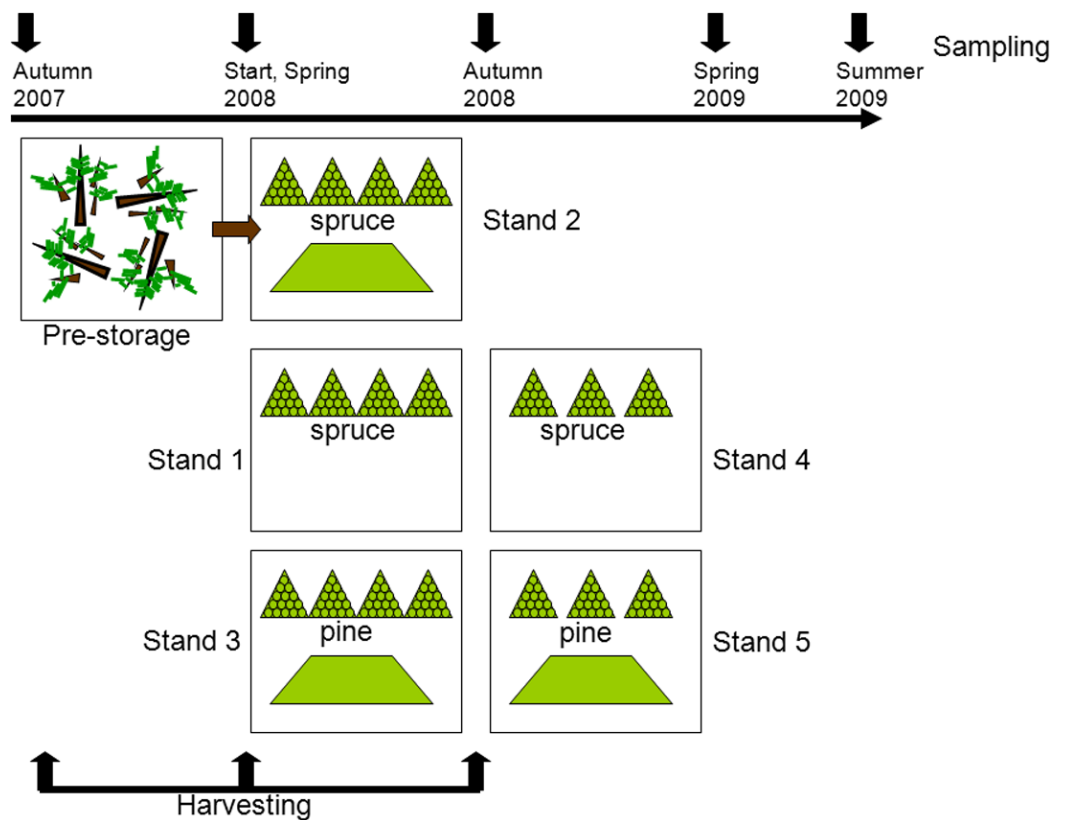 Sampling
Autumn
2007
Start, Spring
2008
Autumn
2008
Spring
2009
Summer
2009
spruce
Stand 2
Pre-storage
spruce
Stand 1
spruce
Stand 4
pine
Stand 3
pine
Stand 5
Harvesting